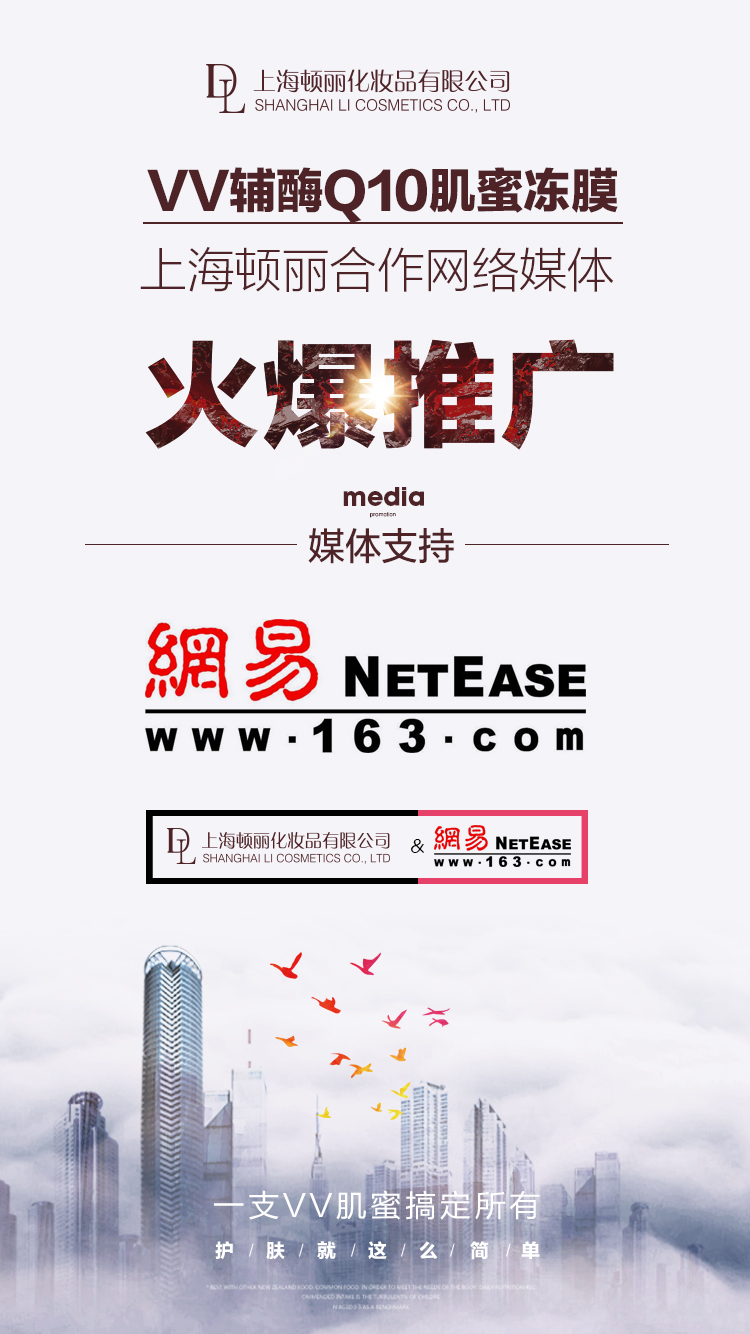 DL 上海顿丽化妆品有限公司
SHANGHAI LI COSMETICS CO., LTD
VV辅酶Q10肌蜜冻膜
上海顿丽合作网络媒体
火爆推广
media
promotion
媒体支持
網易 NETEASE
www·163·com
DL 上海顿丽化妆品有限公司 & 網易 NETEASE
SHANGHAI LI COSMETICS CO., LTD www·163·com
一支VV肌蜜搞定所有
护/肤/就/这/么/简/单